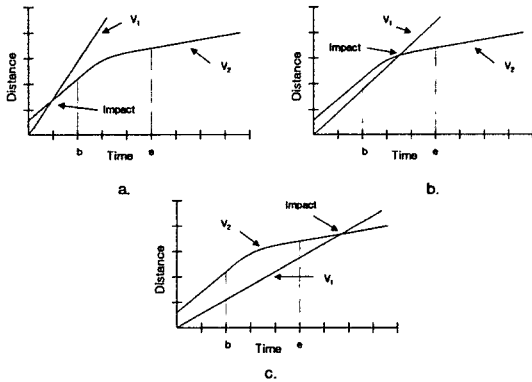 V₁
V₂
Distance
Impact
b
e
Time
a.
V₁
Impact
V₂
Distance
b
e
Time
b.
Impact
V₂
V₁
Distance
b
e
Time
c.